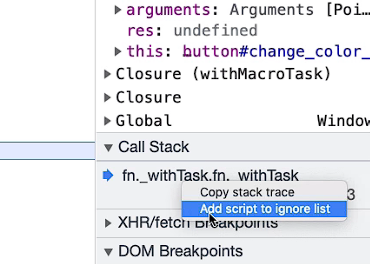 ▶ arguments: Arguments [Poi…
res: undefined
▶ this: button#change_color_
▶ Closure (withMacroTask)
▶ Closure
▶ Global Window
▼ Call Stack
fn._withTask.fn._withTask
Copy stack trace
3
Add script to ignore list
▶ XHR/fetch Breakpoints
▼ DOM Breakpoints